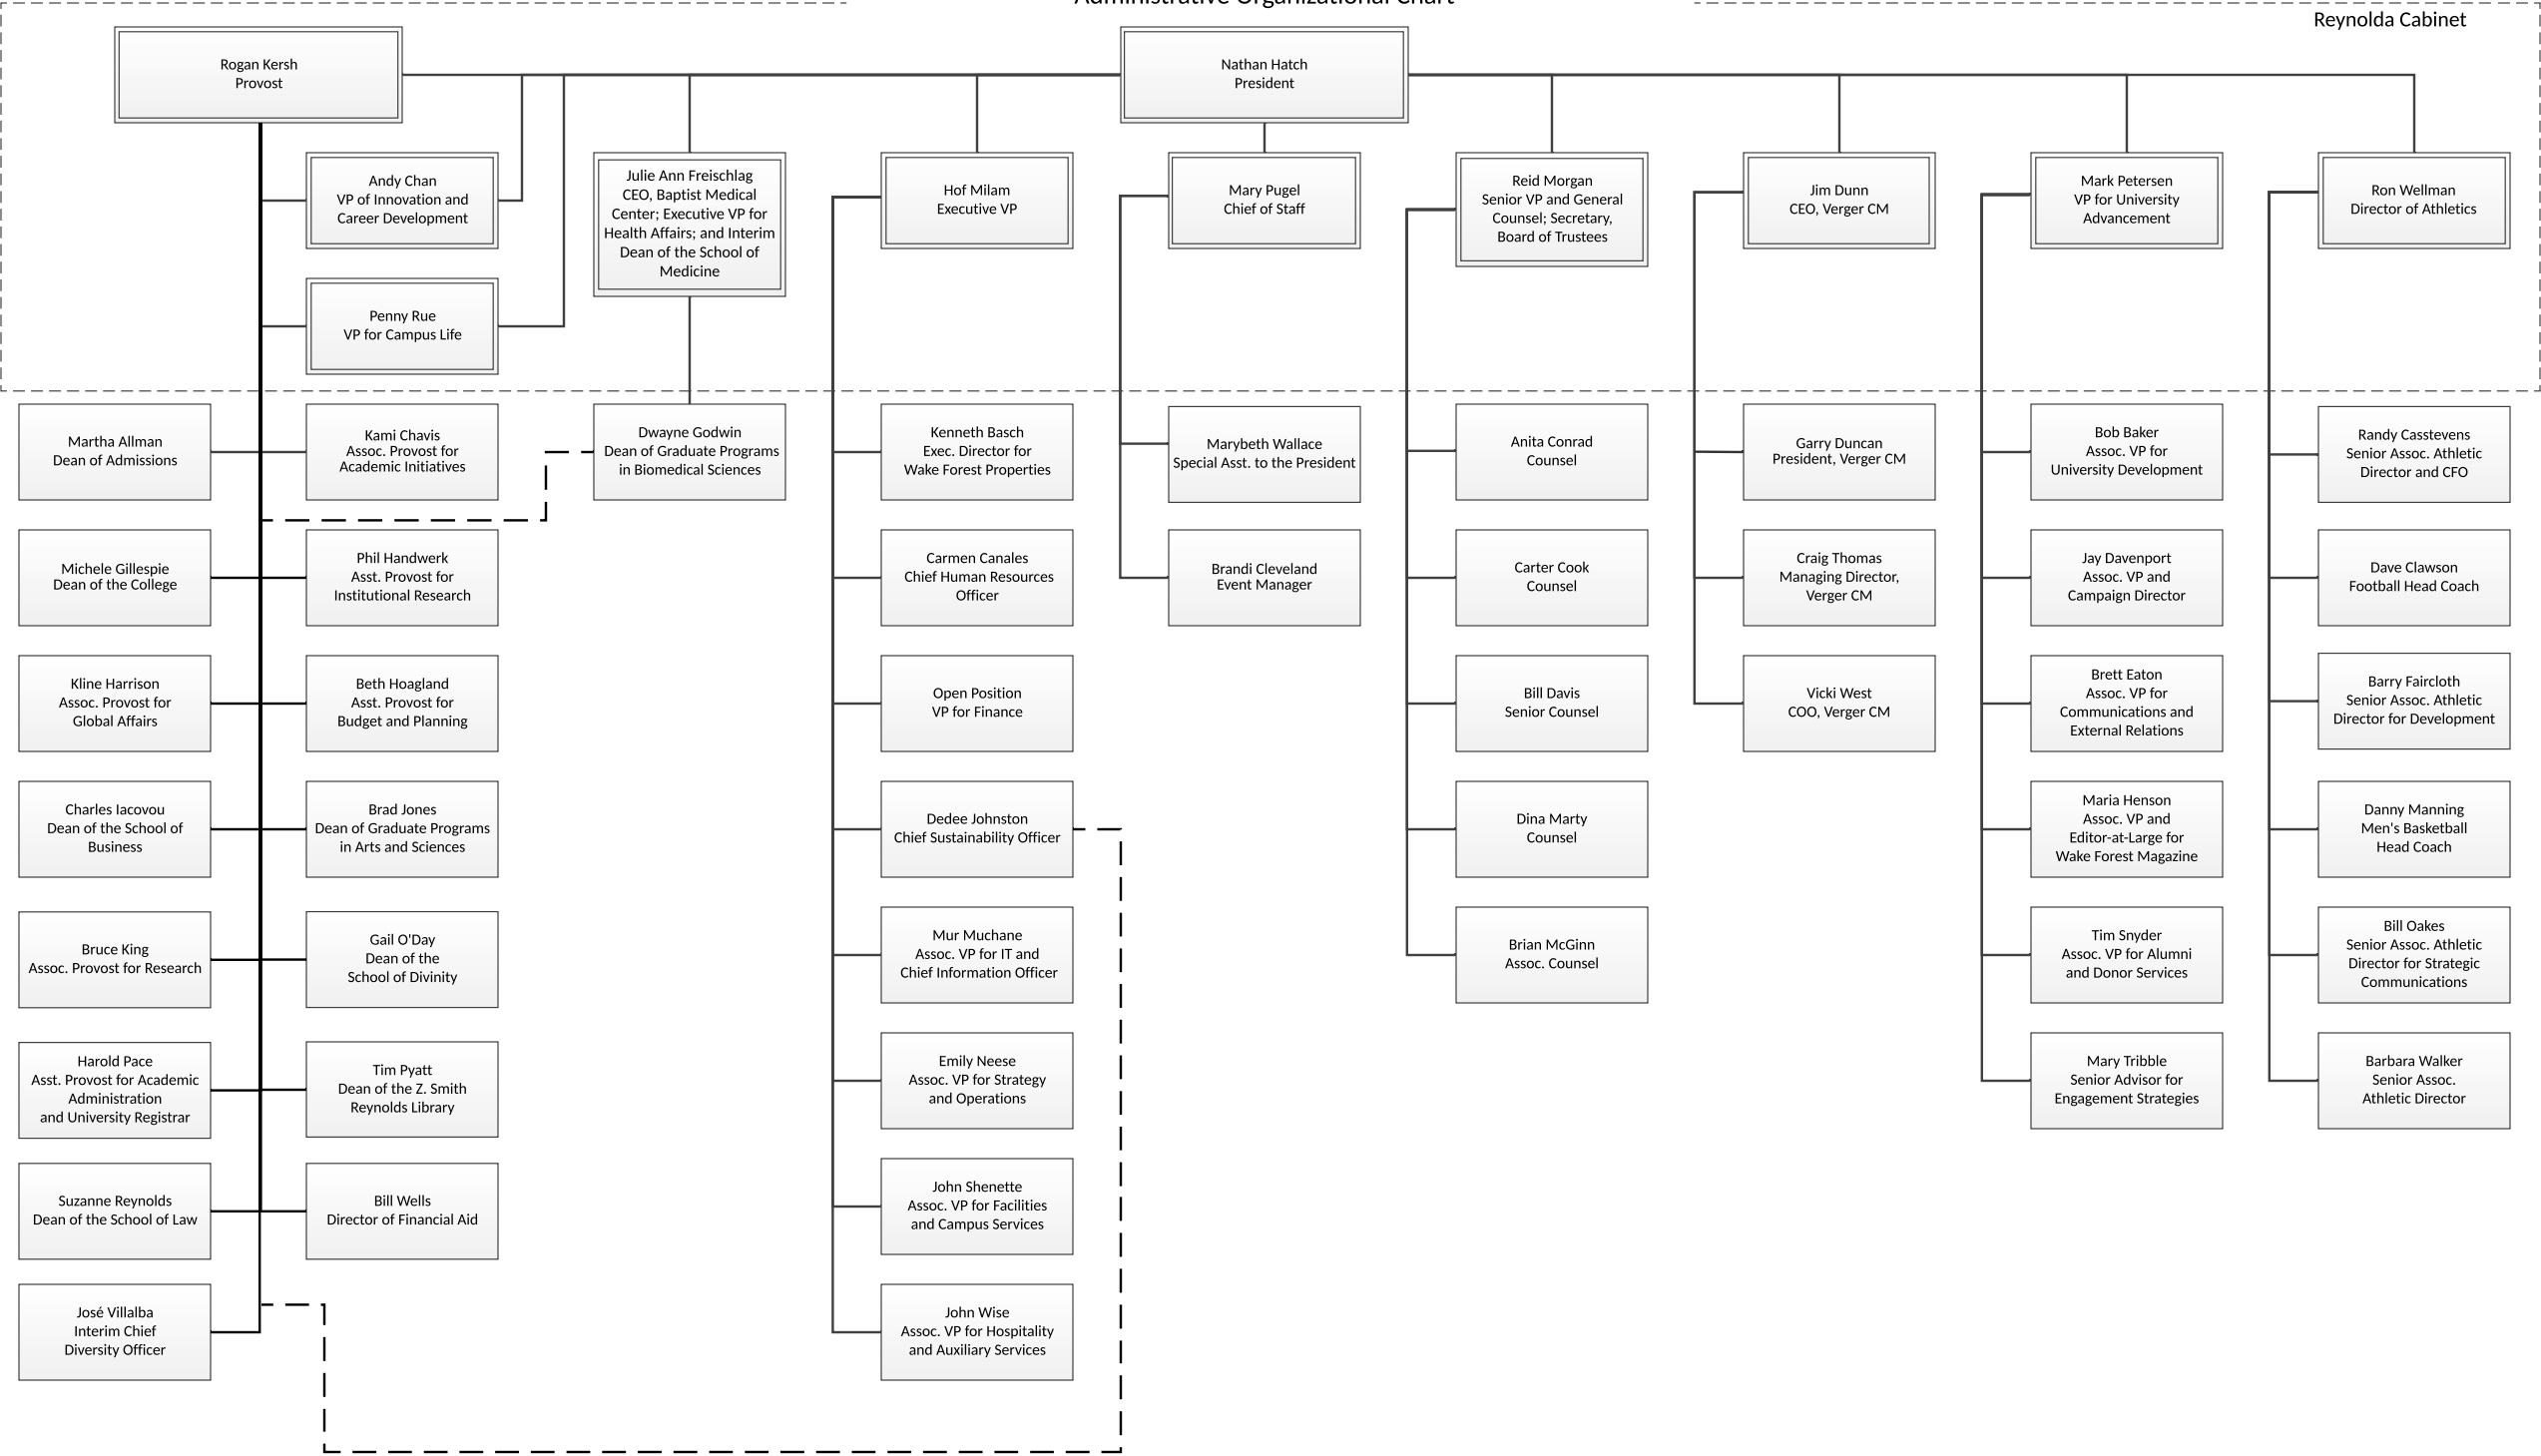 Administrative Organizational Chart
Reynolda Cabinet
Rogan Kersh
Provost
Nathan Hatch
President
Andy Chan
VP of Innovation and
Career Development
Penny Rue
VP for Campus Life
Julie Ann Freischlag
CEO, Baptist Medical
Center; Executive VP for
Health Affairs; and Interim
Dean of the School of
Medicine
Hof Milam
Executive VP
Mary Pugel
Chief of Staff
Reid Morgan
Senior VP and General
Counsel; Secretary,
Board of Trustees
Jim Dunn
CEO, Verger CM
Mark Petersen
VP for University
Advancement
Ron Wellman
Director of Athletics
Martha Allman
Dean of Admissions
Michele Gillespie
Dean of the College
Kline Harrison
Assoc. Provost for
Global Affairs
Charles Iacovou
Dean of the School of
Business
Bruce King
Assoc. Provost for Research
Harold Pace
Asst. Provost for Academic
Administration
and University Registrar
Suzanne Reynolds
Dean of the School of Law
José Villalba
Interim Chief
Diversity Officer
Kami Chavis
Assoc. Provost for
Academic Initiatives
Phil Handwerk
Asst. Provost for
Institutional Research
Beth Hoagland
Asst. Provost for
Budget and Planning
Brad Jones
Dean of Graduate Programs
in Arts and Sciences
Gail O'Day
Dean of the
School of Divinity
Tim Pyatt
Dean of the Z. Smith
Reynolds Library
Bill Wells
Director of Financial Aid
Dwayne Godwin
Dean of Graduate Programs
in Biomedical Sciences
Kenneth Basch
Exec. Director for
Wake Forest Properties
Carmen Canales
Chief Human Resources
Officer
Open Position
VP for Finance
Dedee Johnston
Chief Sustainability Officer
Mur Muchane
Assoc. VP for IT and
Chief Information Officer
Emily Neese
Assoc. VP for Strategy
and Operations
John Shenette
Assoc. VP for Facilities
and Campus Services
John Wise
Assoc. VP for Hospitality
and Auxiliary Services
Marybeth Wallace
Special Asst. to the President
Brandi Cleveland
Event Manager
Anita Conrad
Counsel
Carter Cook
Counsel
Bill Davis
Senior Counsel
Dina Marty
Counsel
Brian McGinn
Assoc. Counsel
Garry Duncan
President, Verger CM
Craig Thomas
Managing Director,
Verger CM
Vicki West
COO, Verger CM
Bob Baker
Assoc. VP for
University Development
Jay Davenport
Assoc. VP and
Campaign Director
Brett Eaton
Assoc. VP for
Communications and
External Relations
Maria Henson
Assoc. VP and
Editor-at-Large for
Wake Forest Magazine
Tim Snyder
Assoc. VP for Alumni
and Donor Services
Mary Tribble
Senior Advisor for
Engagement Strategies
Randy Casstevens
Senior Assoc. Athletic
Director and CFO
Dave Clawson
Football Head Coach
Barry Faircloth
Senior Assoc. Athletic
Director for Development
Danny Manning
Men's Basketball
Head Coach
Bill Oakes
Senior Assoc. Athletic
Director for Strategic
Communications
Barbara Walker
Senior Assoc.
Athletic Director